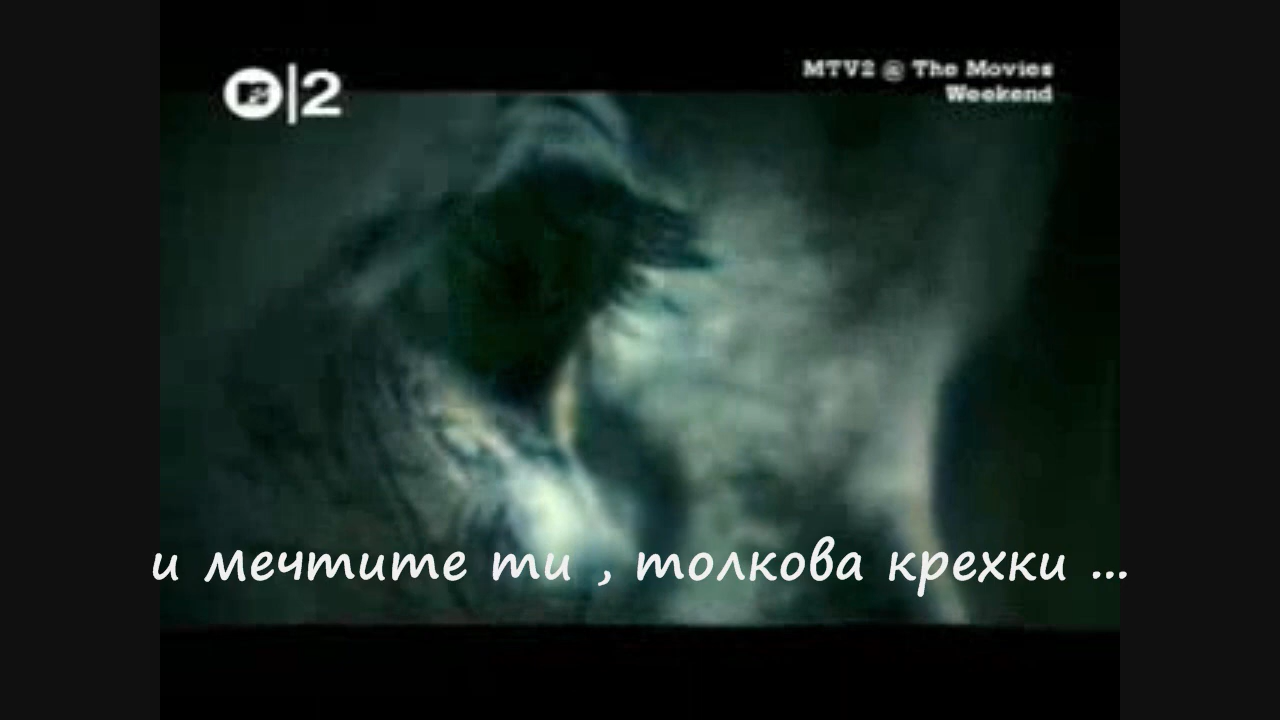 |2
MTV2 @ The Movies
Weekend
и мечтите ти , толкова крехки ...